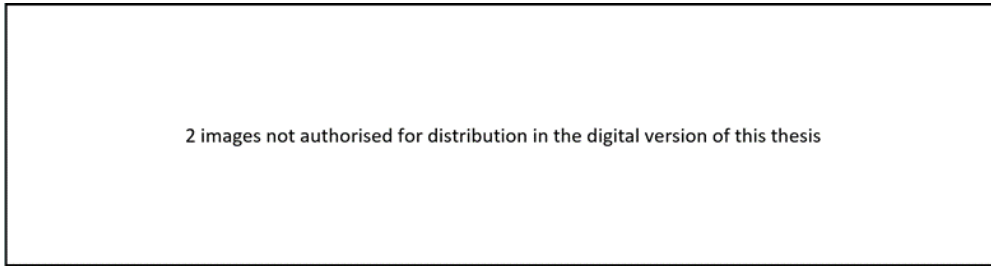 2 images not authorised for distribution in the digital version of this thesis